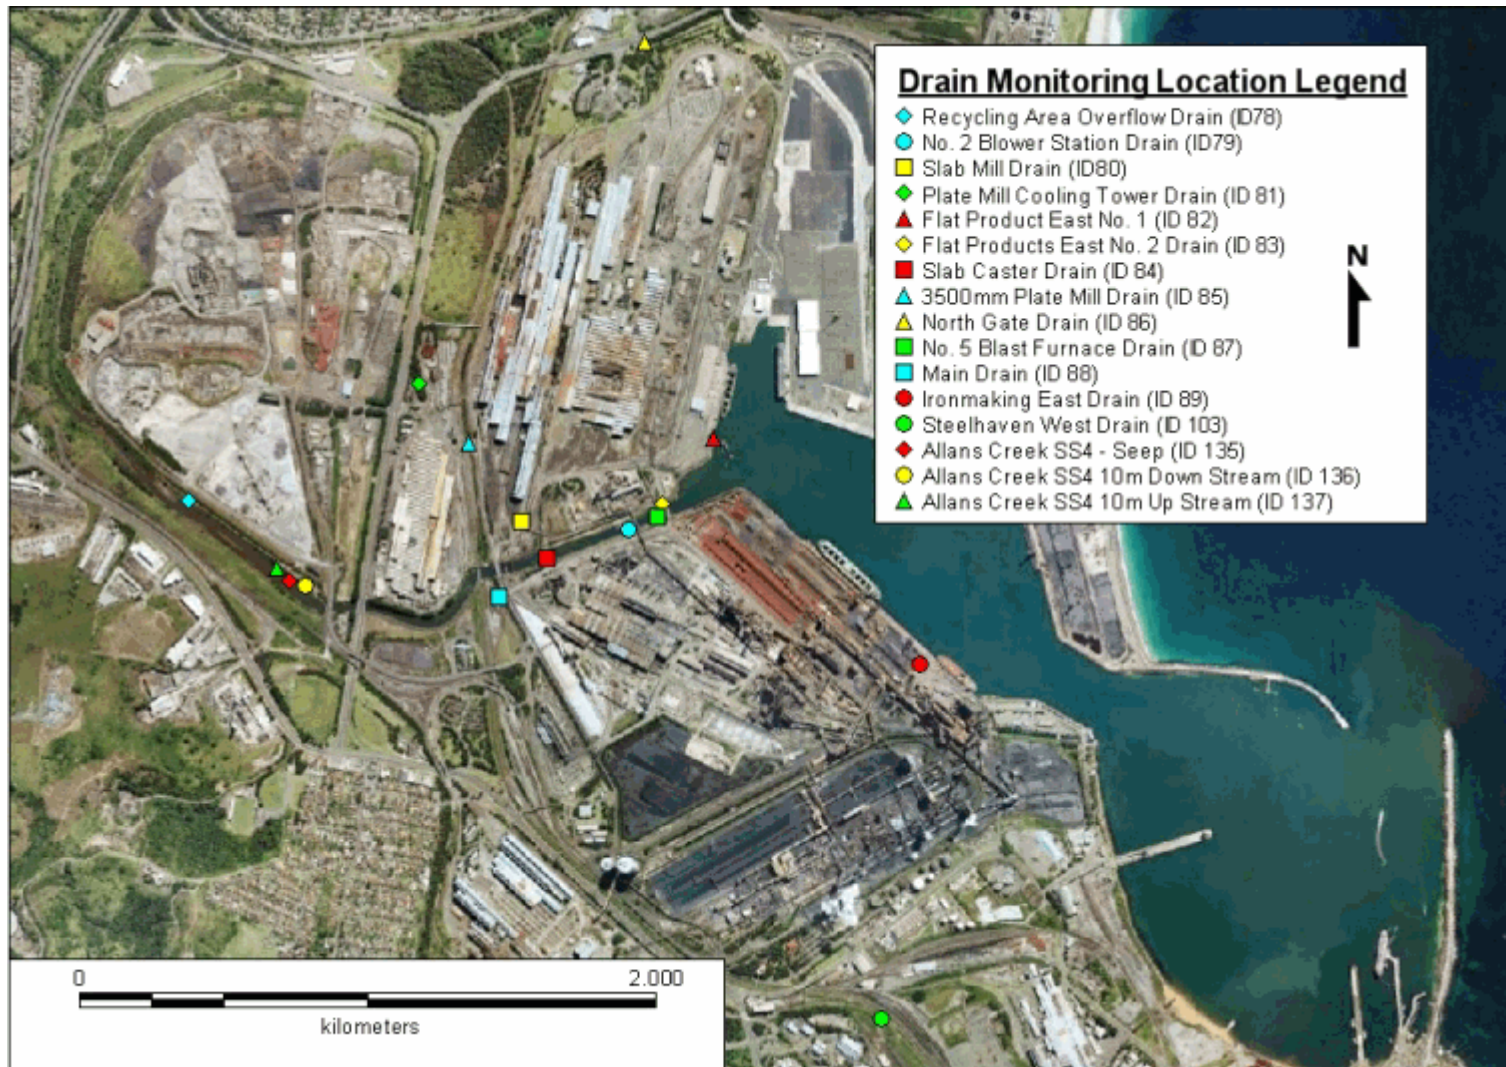 Drain Monitoring Location Legend
Recycling Area Overflow Drain (ID78)
No. 2 Blower Station Drain (ID79)
Slab Mill Drain (ID80)
Plate Mill Cooling Tower Drain (ID 81)
Flat Product East No. 1 (ID 82)
Flat Products East No. 2 Drain (ID 83)
Slab Caster Drain (ID 84)
3500mm Plate Mill Drain (ID 85)
North Gate Drain (ID 86)
No. 5 Blast Furnace Drain (ID 87)
Main Drain (ID 88)
Ironmaking East Drain (ID 89)
Steelhaven West Drain (ID 103)
Allans Creek SS4 - Seep (ID 135)
Allans Creek SS4 10m Down Stream (ID 136)
Allans Creek SS4 10m Up Stream (ID 137)
N
0 2.000
kilometers